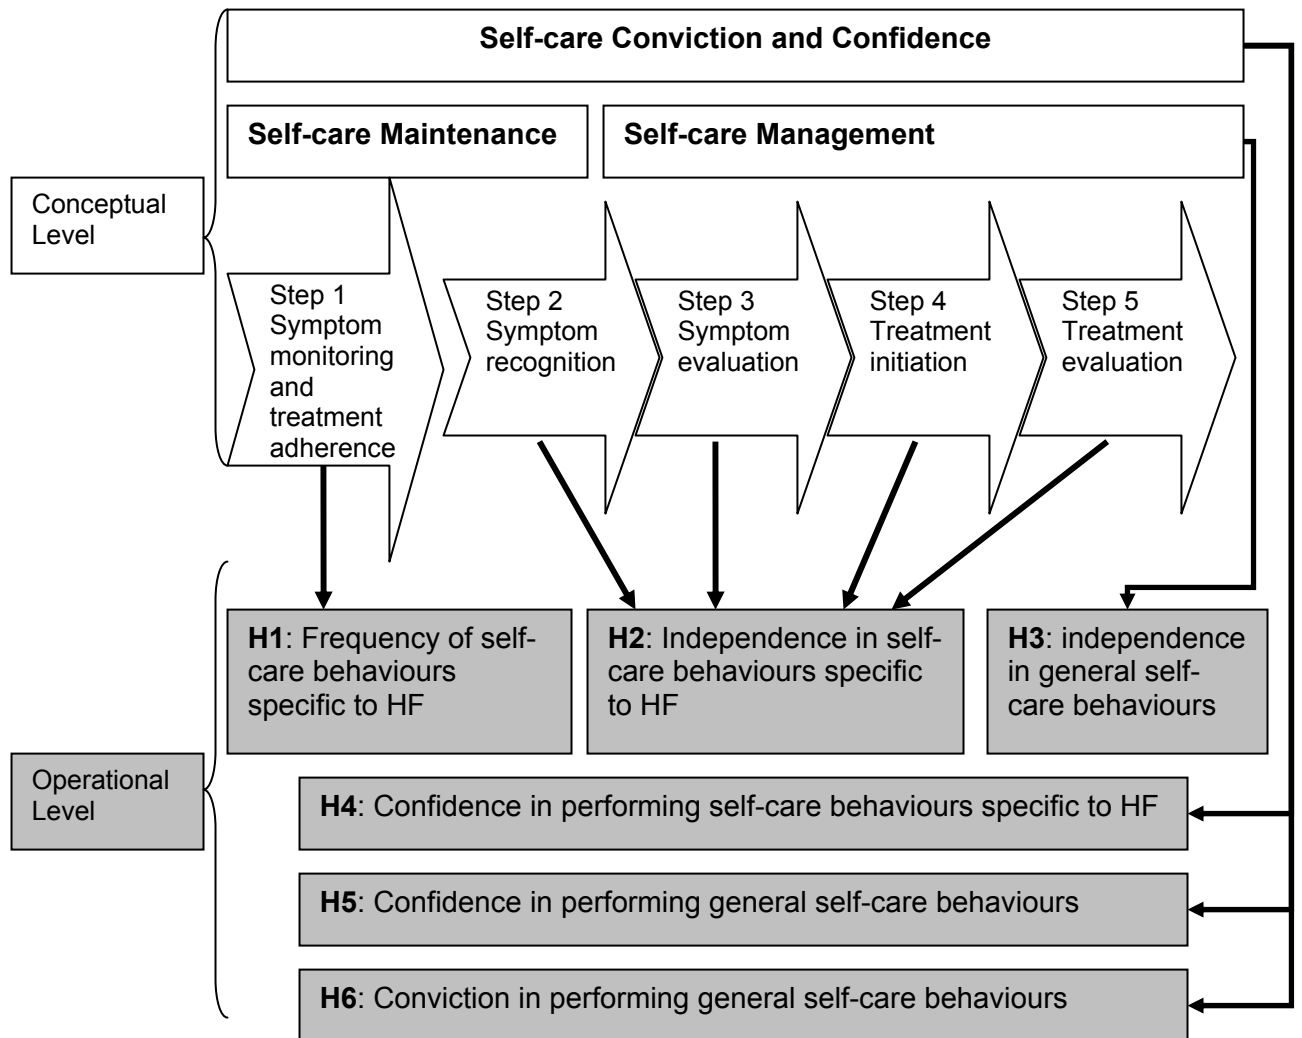 Self-care Conviction and Confidence
Self-care Maintenance
Self-care Management
Conceptual
Level
Step 1
Symptom
monitoring
and
treatment
adherence
Step 2
Symptom
recognition
Step 3
Symptom
evaluation
Step 4
Treatment
initiation
Step 5
Treatment
evaluation
H1: Frequency of self-
care behaviours
specific to HF
H2: Independence in self-
care behaviours specific
to HF
H3: independence
in general self-
care behaviours
Operational
Level
H4: Confidence in performing self-care behaviours specific to HF
H5: Confidence in performing general self-care behaviours
H6: Conviction in performing general self-care behaviours